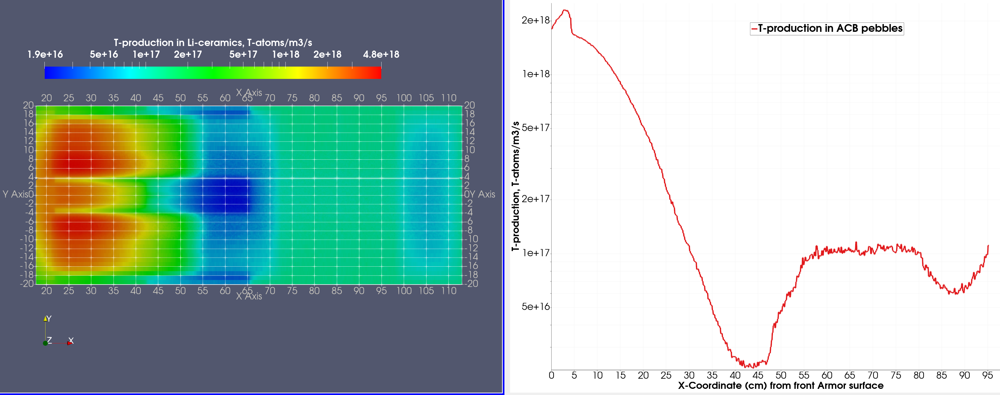 T-production in Li-ceramics, T-atoms/m3/s
1.9e+16 5e+16 1e+17 2e+17 5e+17 1e+18 2e+18 4.8e+18
X Axis
20 25 30 35 40 45 50 55 60 65 70 75 80 85 90 95 100 105 110
20 20
18 18
16 16
14 14
12 12
10 10
8 8
6 6
4 4
2 2
Y Axis 0 0 Y Axis
-2 -2
-4 -4
-6 -6
-8 -8
-10 -10
-12 -12
-14 -14
-16 -16
-18 -18
-20 -20
20 25 30 35 40 45 50 55 60 65 70 75 80 85 90 95 100 105 110
X Axis
Y
Z X
T-production in ACB pebbles
T-production, T-atoms/m3/s
2e+18
1e+18
5e+17
2e+17
1e+17
5e+16
0 5 10 15 20 25 30 35 40 45 50 55 60 65 70 75 80 85 90 95
X-Coordinate (cm) from front Armor surface